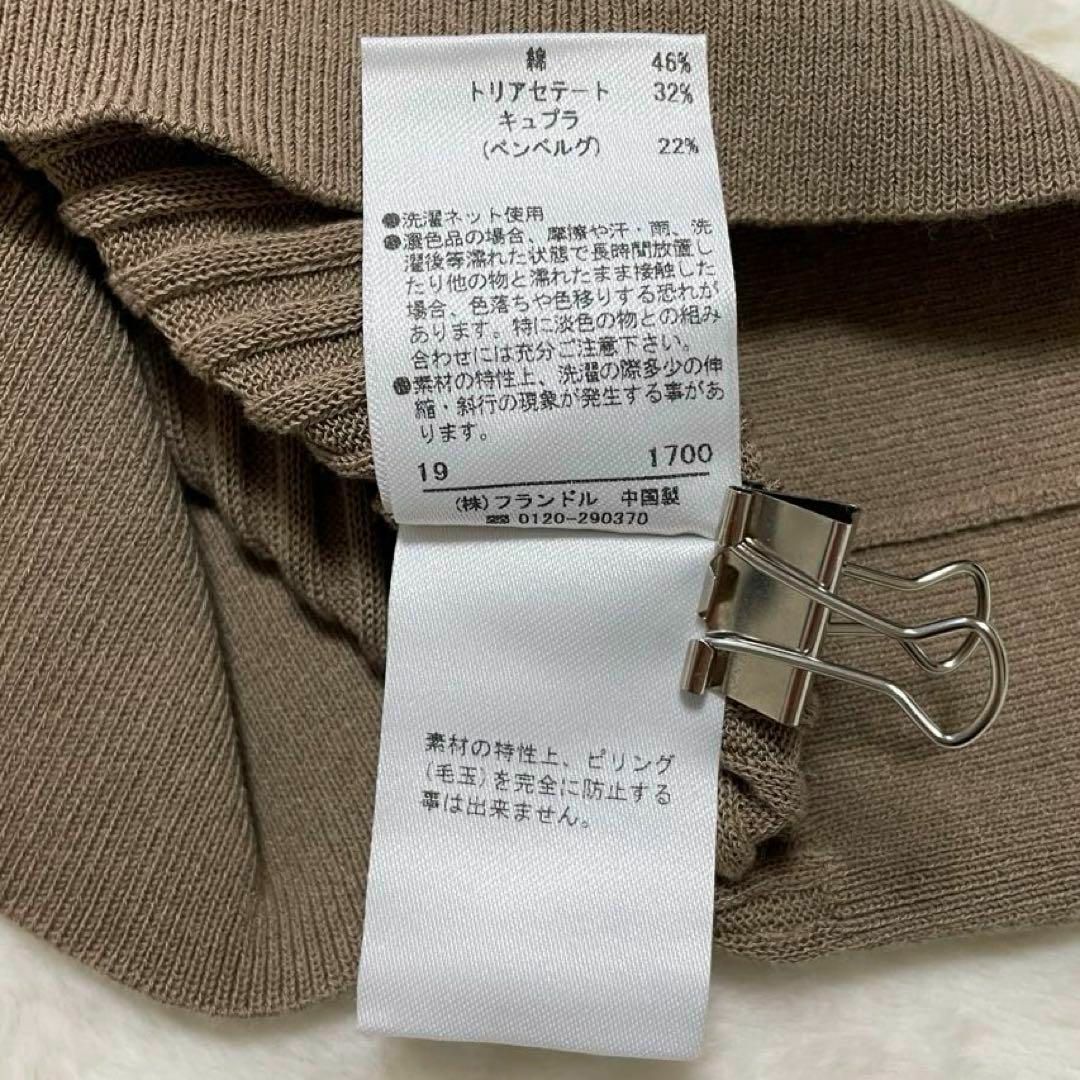 綿 46%
トリアセテート 32%
キュプラ
(ベンベルグ) 22%
●洗濯ネット使用
●濃色品の場合、摩擦や汗・雨、洗
濯後等濡れた状態で長時間放置し
たり他の物と濡れたまま接触した
場合、色落ちや色移りする恐れが
あります。特に淡色の物との組み
合わせには充分ご注意下さい。
●素材の特性上、洗濯の際多少の伸
縮・斜行の現象が発生する事があ
ります。
19 1700
(株)フランドル 中国製
☎ 0120-290370
素材の特性上、ピリング
(毛玉)を完全に防止する
事は出来ません。